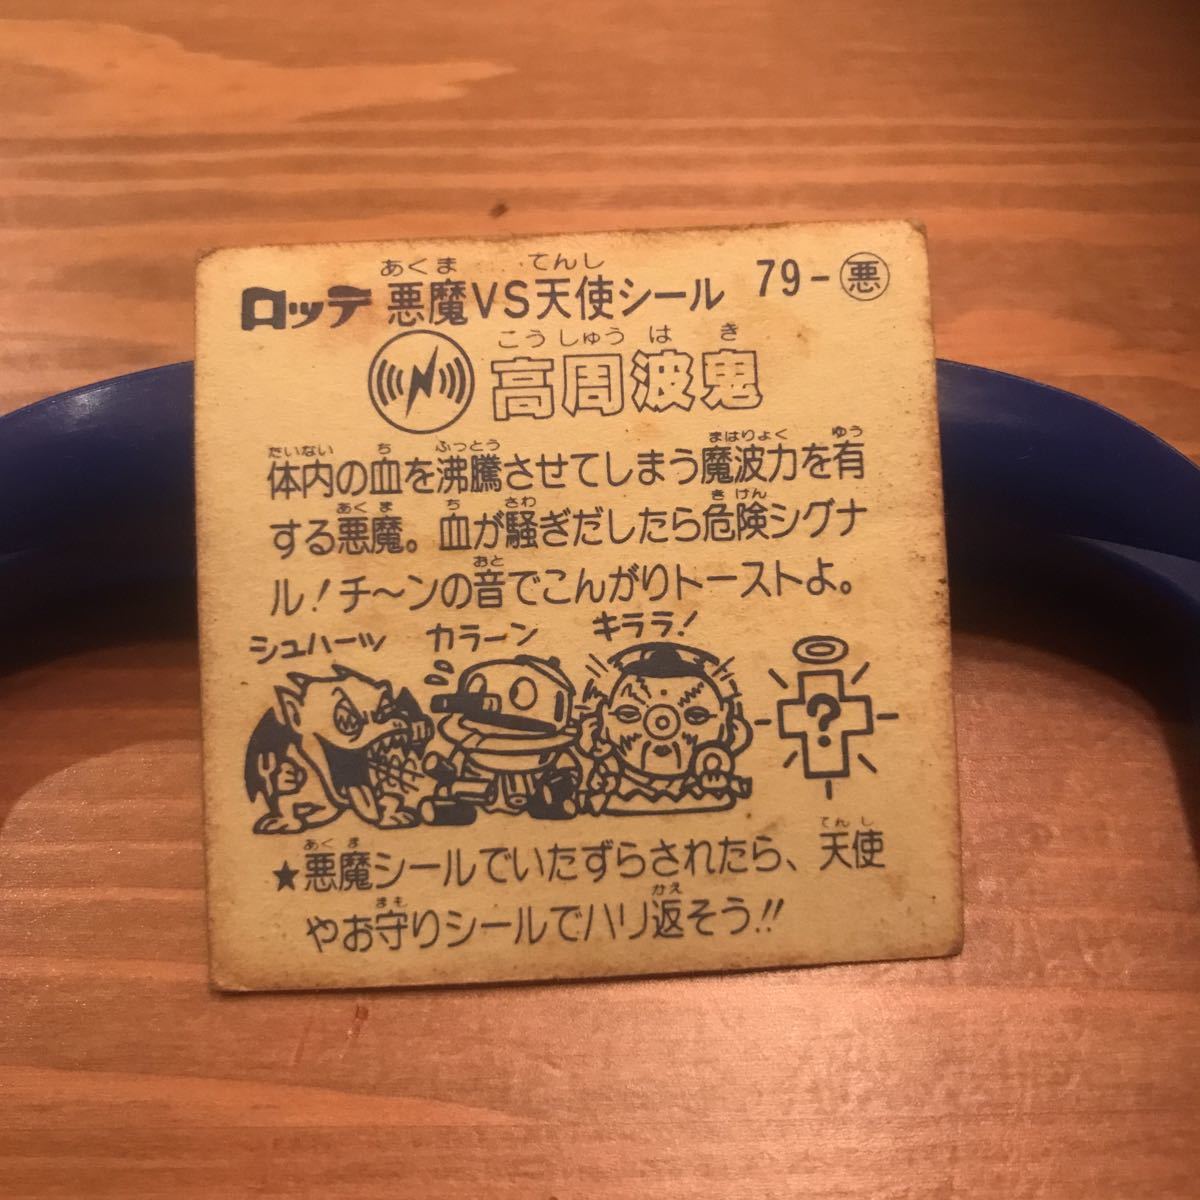 ロッテ 悪魔VS天使シール 79-悪
あくま てんし
こうしゅうはき
高周波鬼
たいない ち ふっとう まはりょく ゆう
体内の血を沸騰させてしまう魔波力を有
あくま ち さわ きけん
する悪魔。血が騒ぎだしたら危険シグナ
おと
ル!チ〜ンの音でこんがりトーストよ。
シュハーッ カラーン キララ!
?
あくま てんし
★悪魔シールでいたずらされたら、天使
まも かえ
やお守りシールでハリ返そう!!